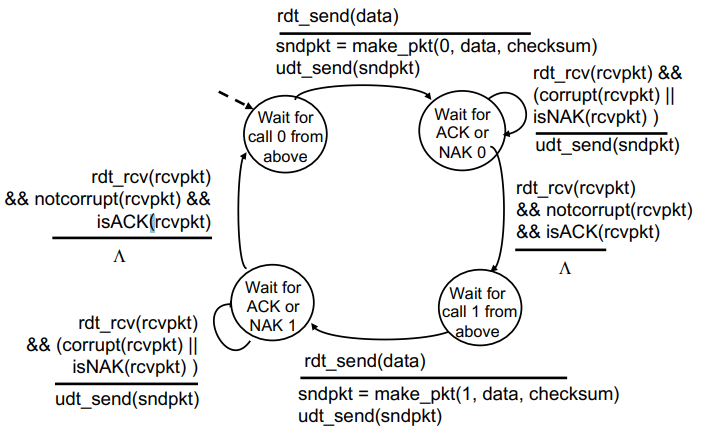 rdt_send(data)
sndpkt = make_pkt(0, data, checksum)
udt_send(sndpkt)
Wait for
call 0 from
above
Wait for
ACK or
NAK 0
rdt_rcv(rcvpkt) &&
(corrupt(rcvpkt) ||
isNAK(rcvpkt) )
udt_send(sndpkt)
rdt_rcv(rcvpkt)
&& notcorrupt(rcvpkt) &&
isACK(rcvpkt)
Λ
rdt_rcv(rcvpkt)
&& notcorrupt(rcvpkt)
&& isACK(rcvpkt)
Λ
Wait for
ACK or
NAK 1
Wait for
call 1 from
above
rdt_rcv(rcvpkt)
&& (corrupt(rcvpkt) ||
isNAK(rcvpkt) )
udt_send(sndpkt)
rdt_send(data)
sndpkt = make_pkt(1, data, checksum)
udt_send(sndpkt)